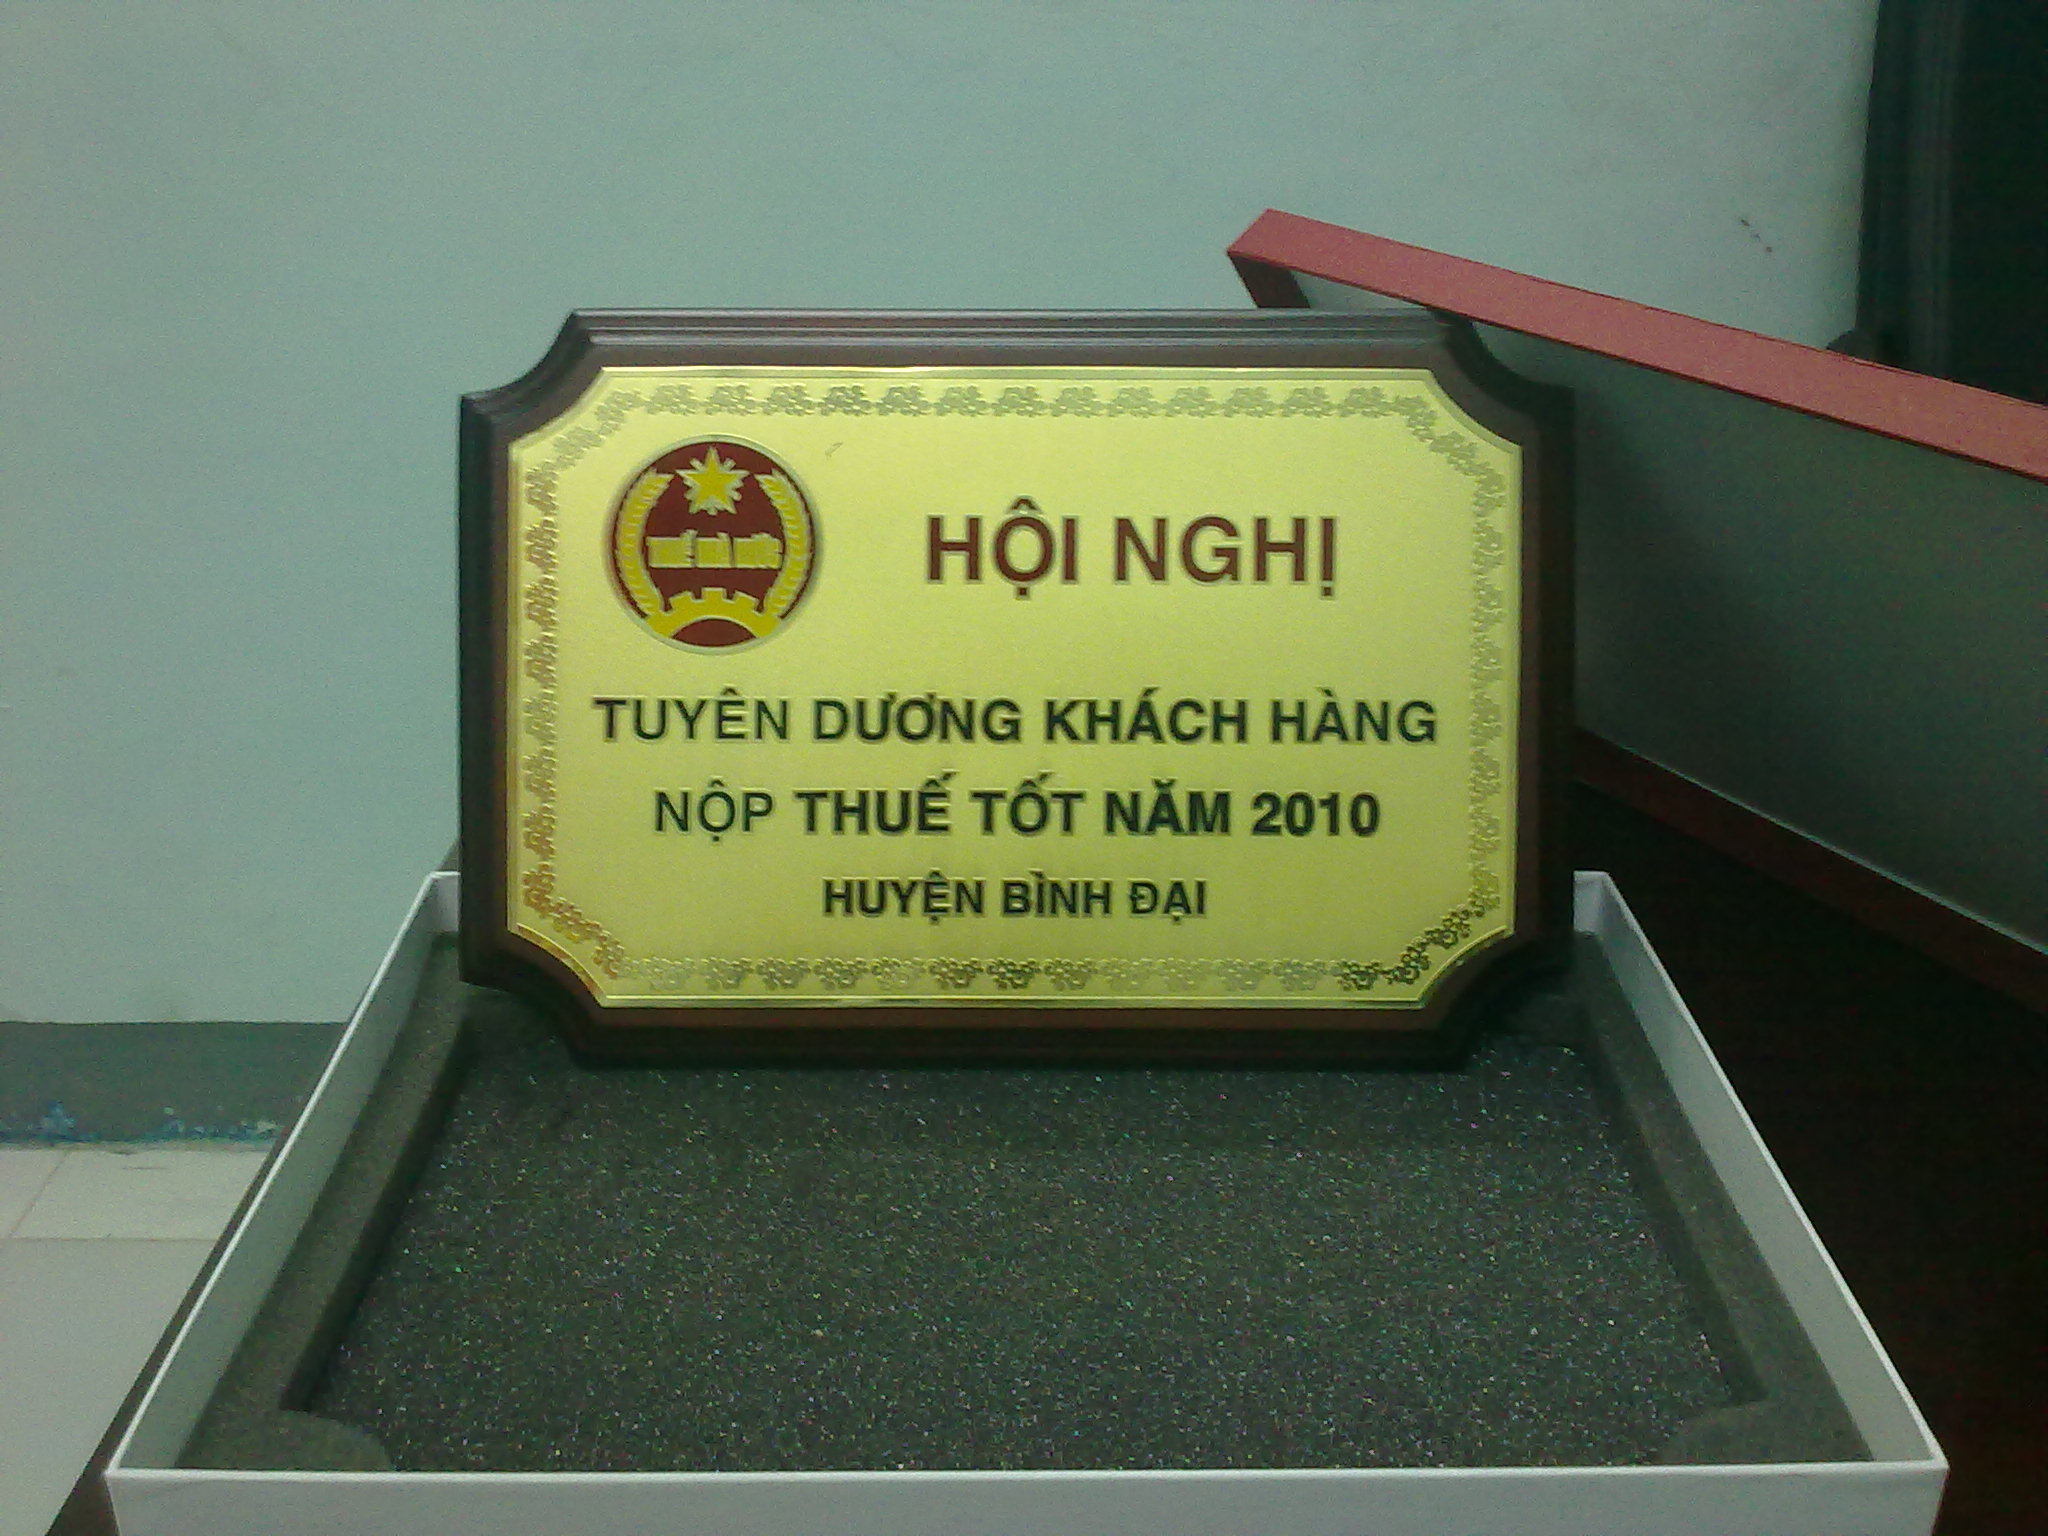 HỘI NGHỊ
TUYÊN DƯƠNG KHÁCH HÀNG
NỘP THUẾ TỐT NĂM 2010
HUYỆN BÌNH ĐẠI